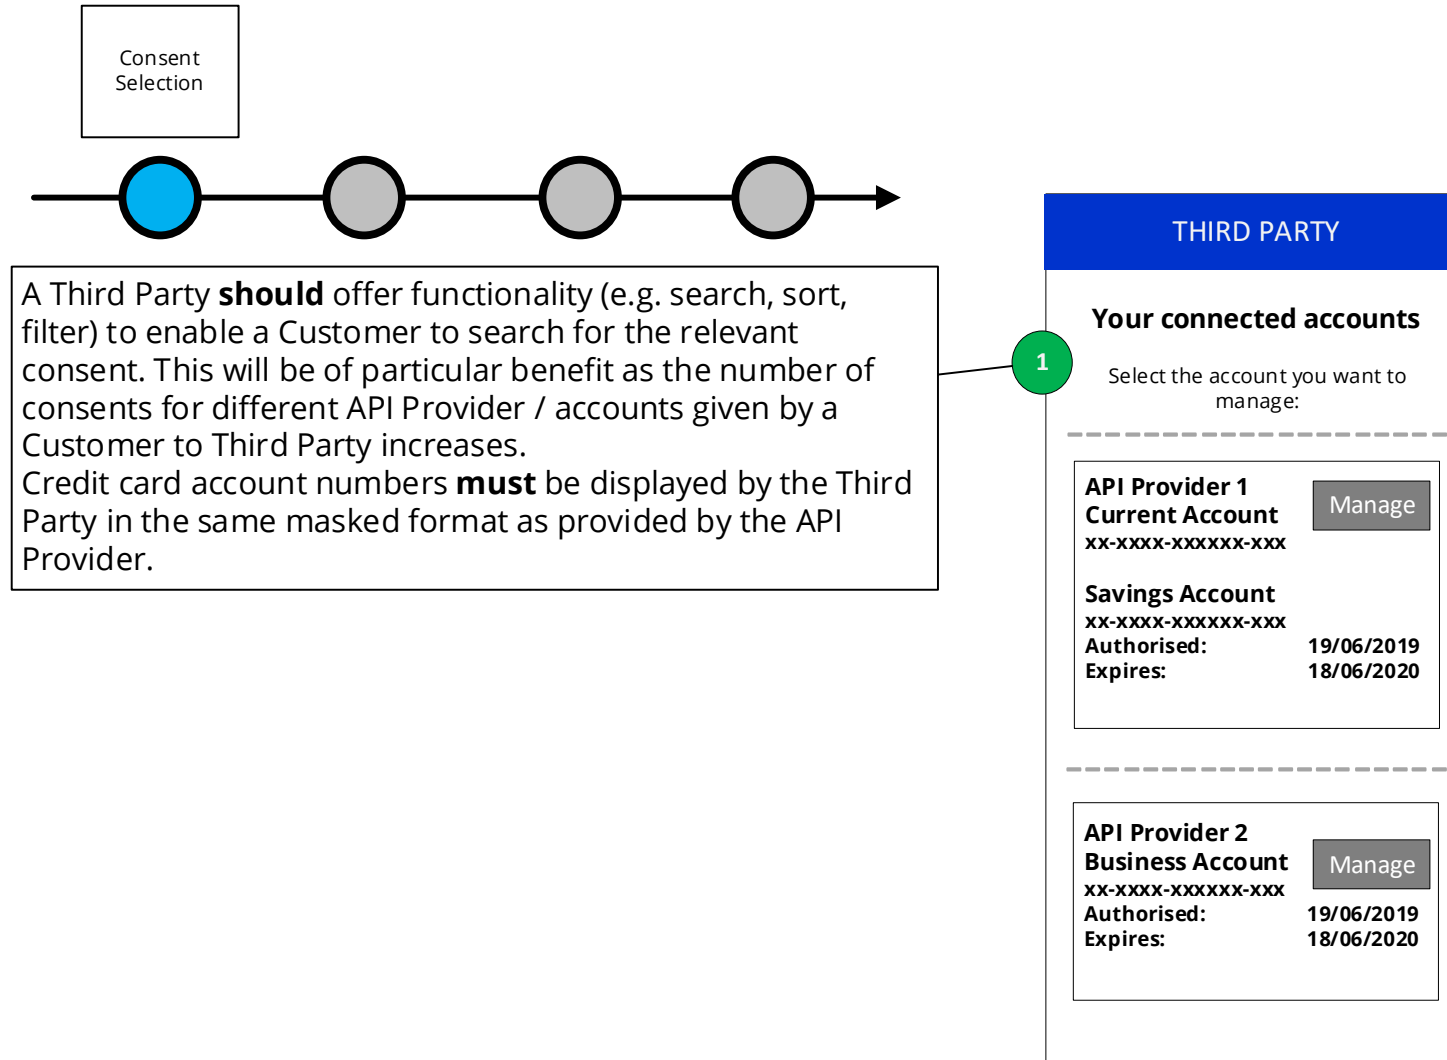 Consent
Selection
A Third Party should offer functionality (e.g. search, sort,
filter) to enable a Customer to search for the relevant
consent. This will be of particular benefit as the number of
consents for different API Provider / accounts given by a
Customer to Third Party increases.
Credit card account numbers must be displayed by the Third
Party in the same masked format as provided by the API
Provider.
1
THIRD PARTY
Your connected accounts
Select the account you want to
manage:
API Provider 1
Current Account
xx-xxxx-xxxxxx-xxx
Manage
Savings Account
xx-xxxx-xxxxxx-xxx
Authorised: 19/06/2019
Expires: 18/06/2020
API Provider 2
Business Account
xx-xxxx-xxxxxx-xxx
Manage
Authorised: 19/06/2019
Expires: 18/06/2020